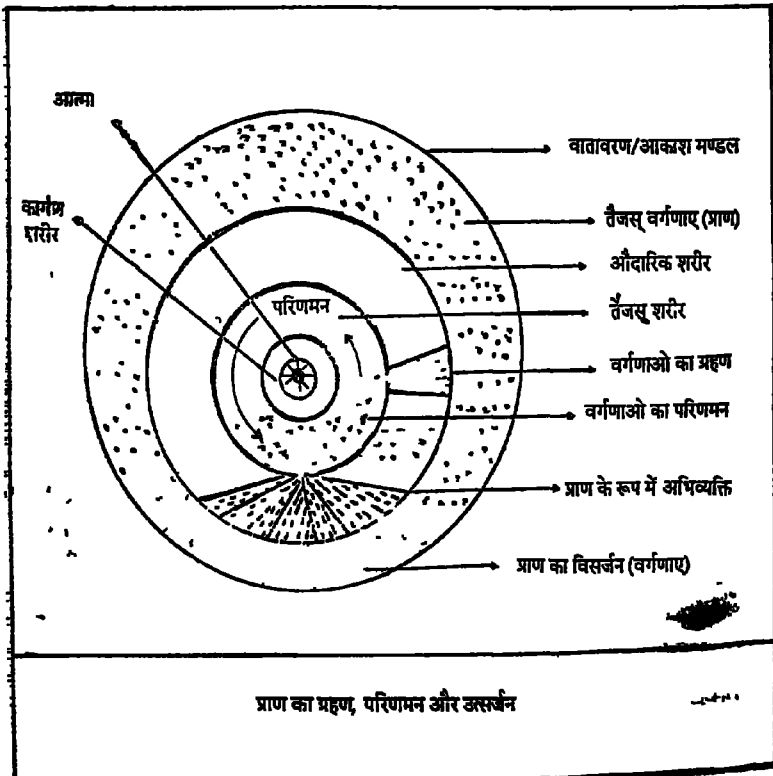 आत्मा
वातावरण/आकाश मण्डल
कार्मण
शरीर
तैजस् वर्गणाए (प्राण)
औदारिक शरीर
परिणमन
तैजस् शरीर
वर्गणाओ का ग्रहण
वर्गणाओ का परिणमन
प्राण के रूप में अभिव्यक्ति
प्राण का विसर्जन (वर्गणाए)
प्राण का ग्रहण, परिणमन और उत्सर्जन